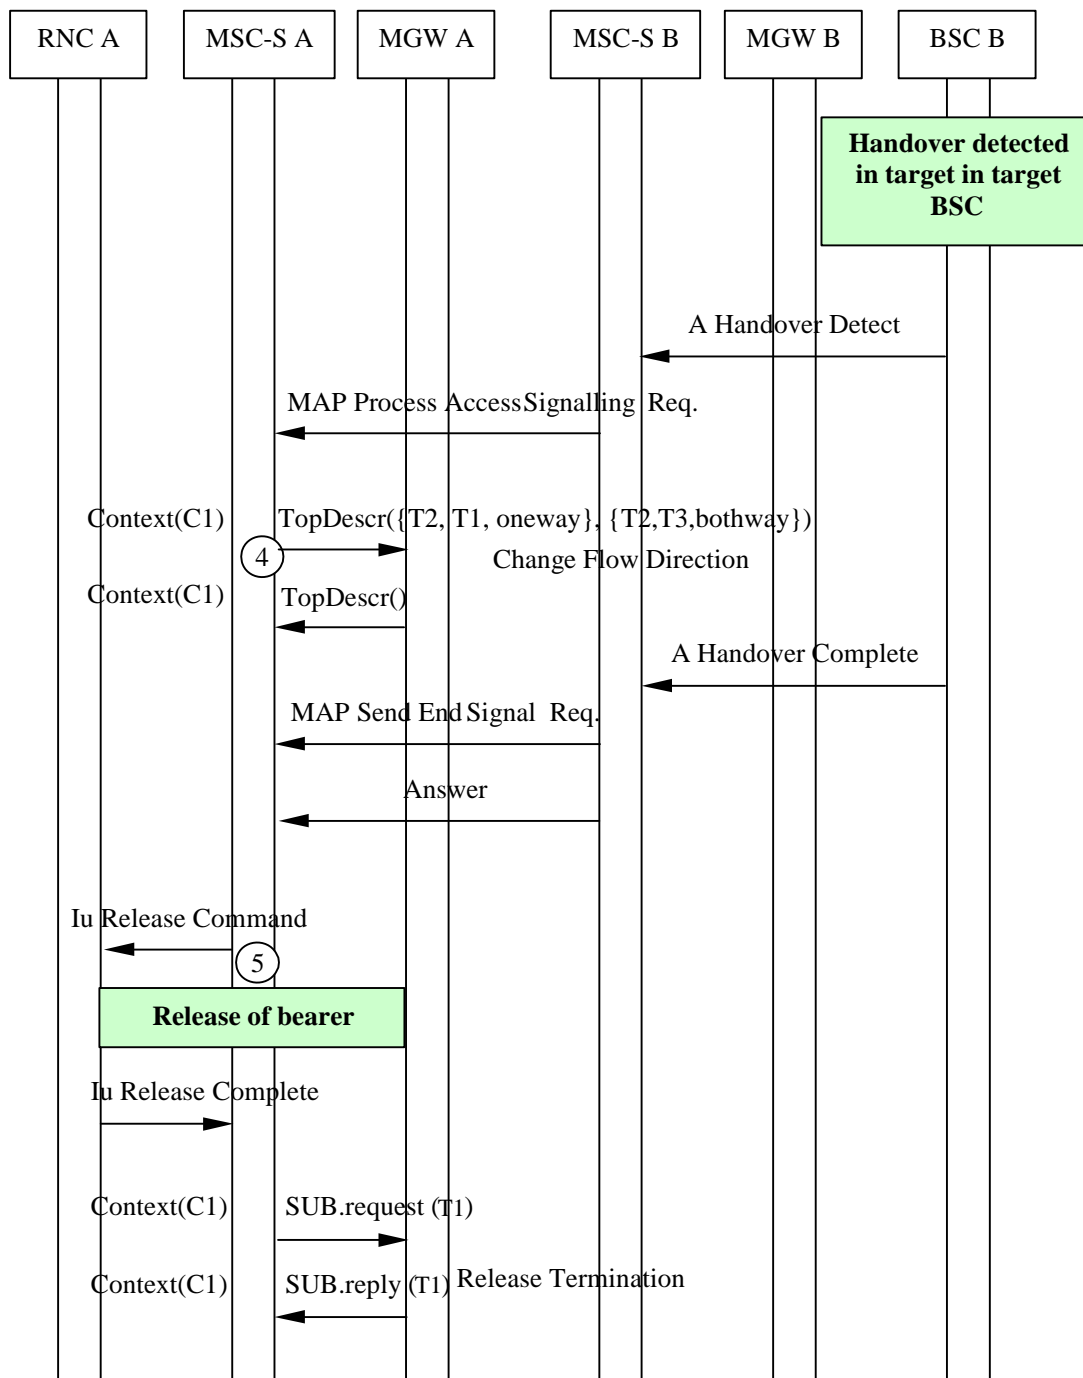 RNC A
MSC-S A
MGW A
MSC-S B
MGW B
BSC B
Handover detected
in target in target
BSC
A Handover Detect
MAP Process Access Signalling Req.
Context(C1)
TopDescr({T2, T1, oneway}, {T2,T3,bothway})
4
Change Flow Direction
Context(C1)
TopDescr()
A Handover Complete
MAP Send End Signal Req.
Answer
Iu Release Command
5
Release of bearer
Iu Release Complete
Context(C1)
SUB.request (T1)
Context(C1)
SUB.reply (T1)
Release Termination